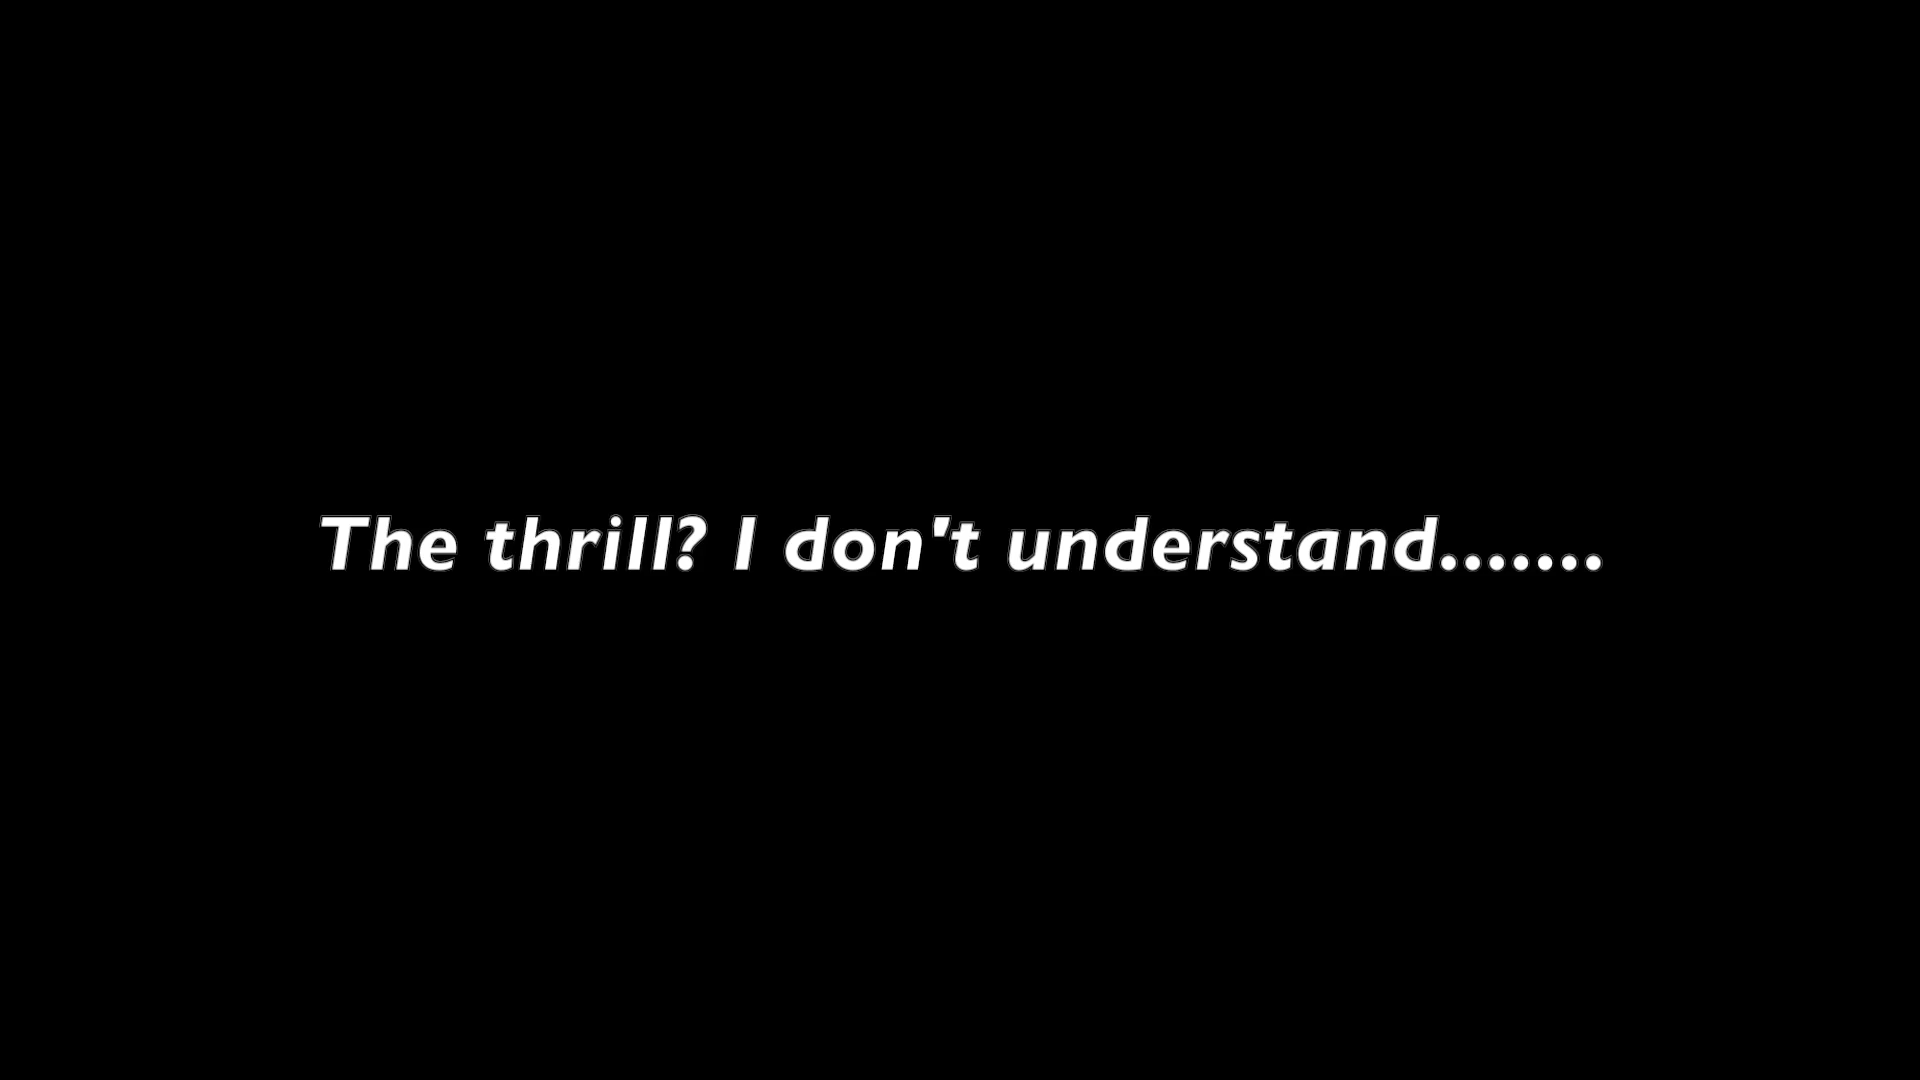 The thrill? I don't understand.......